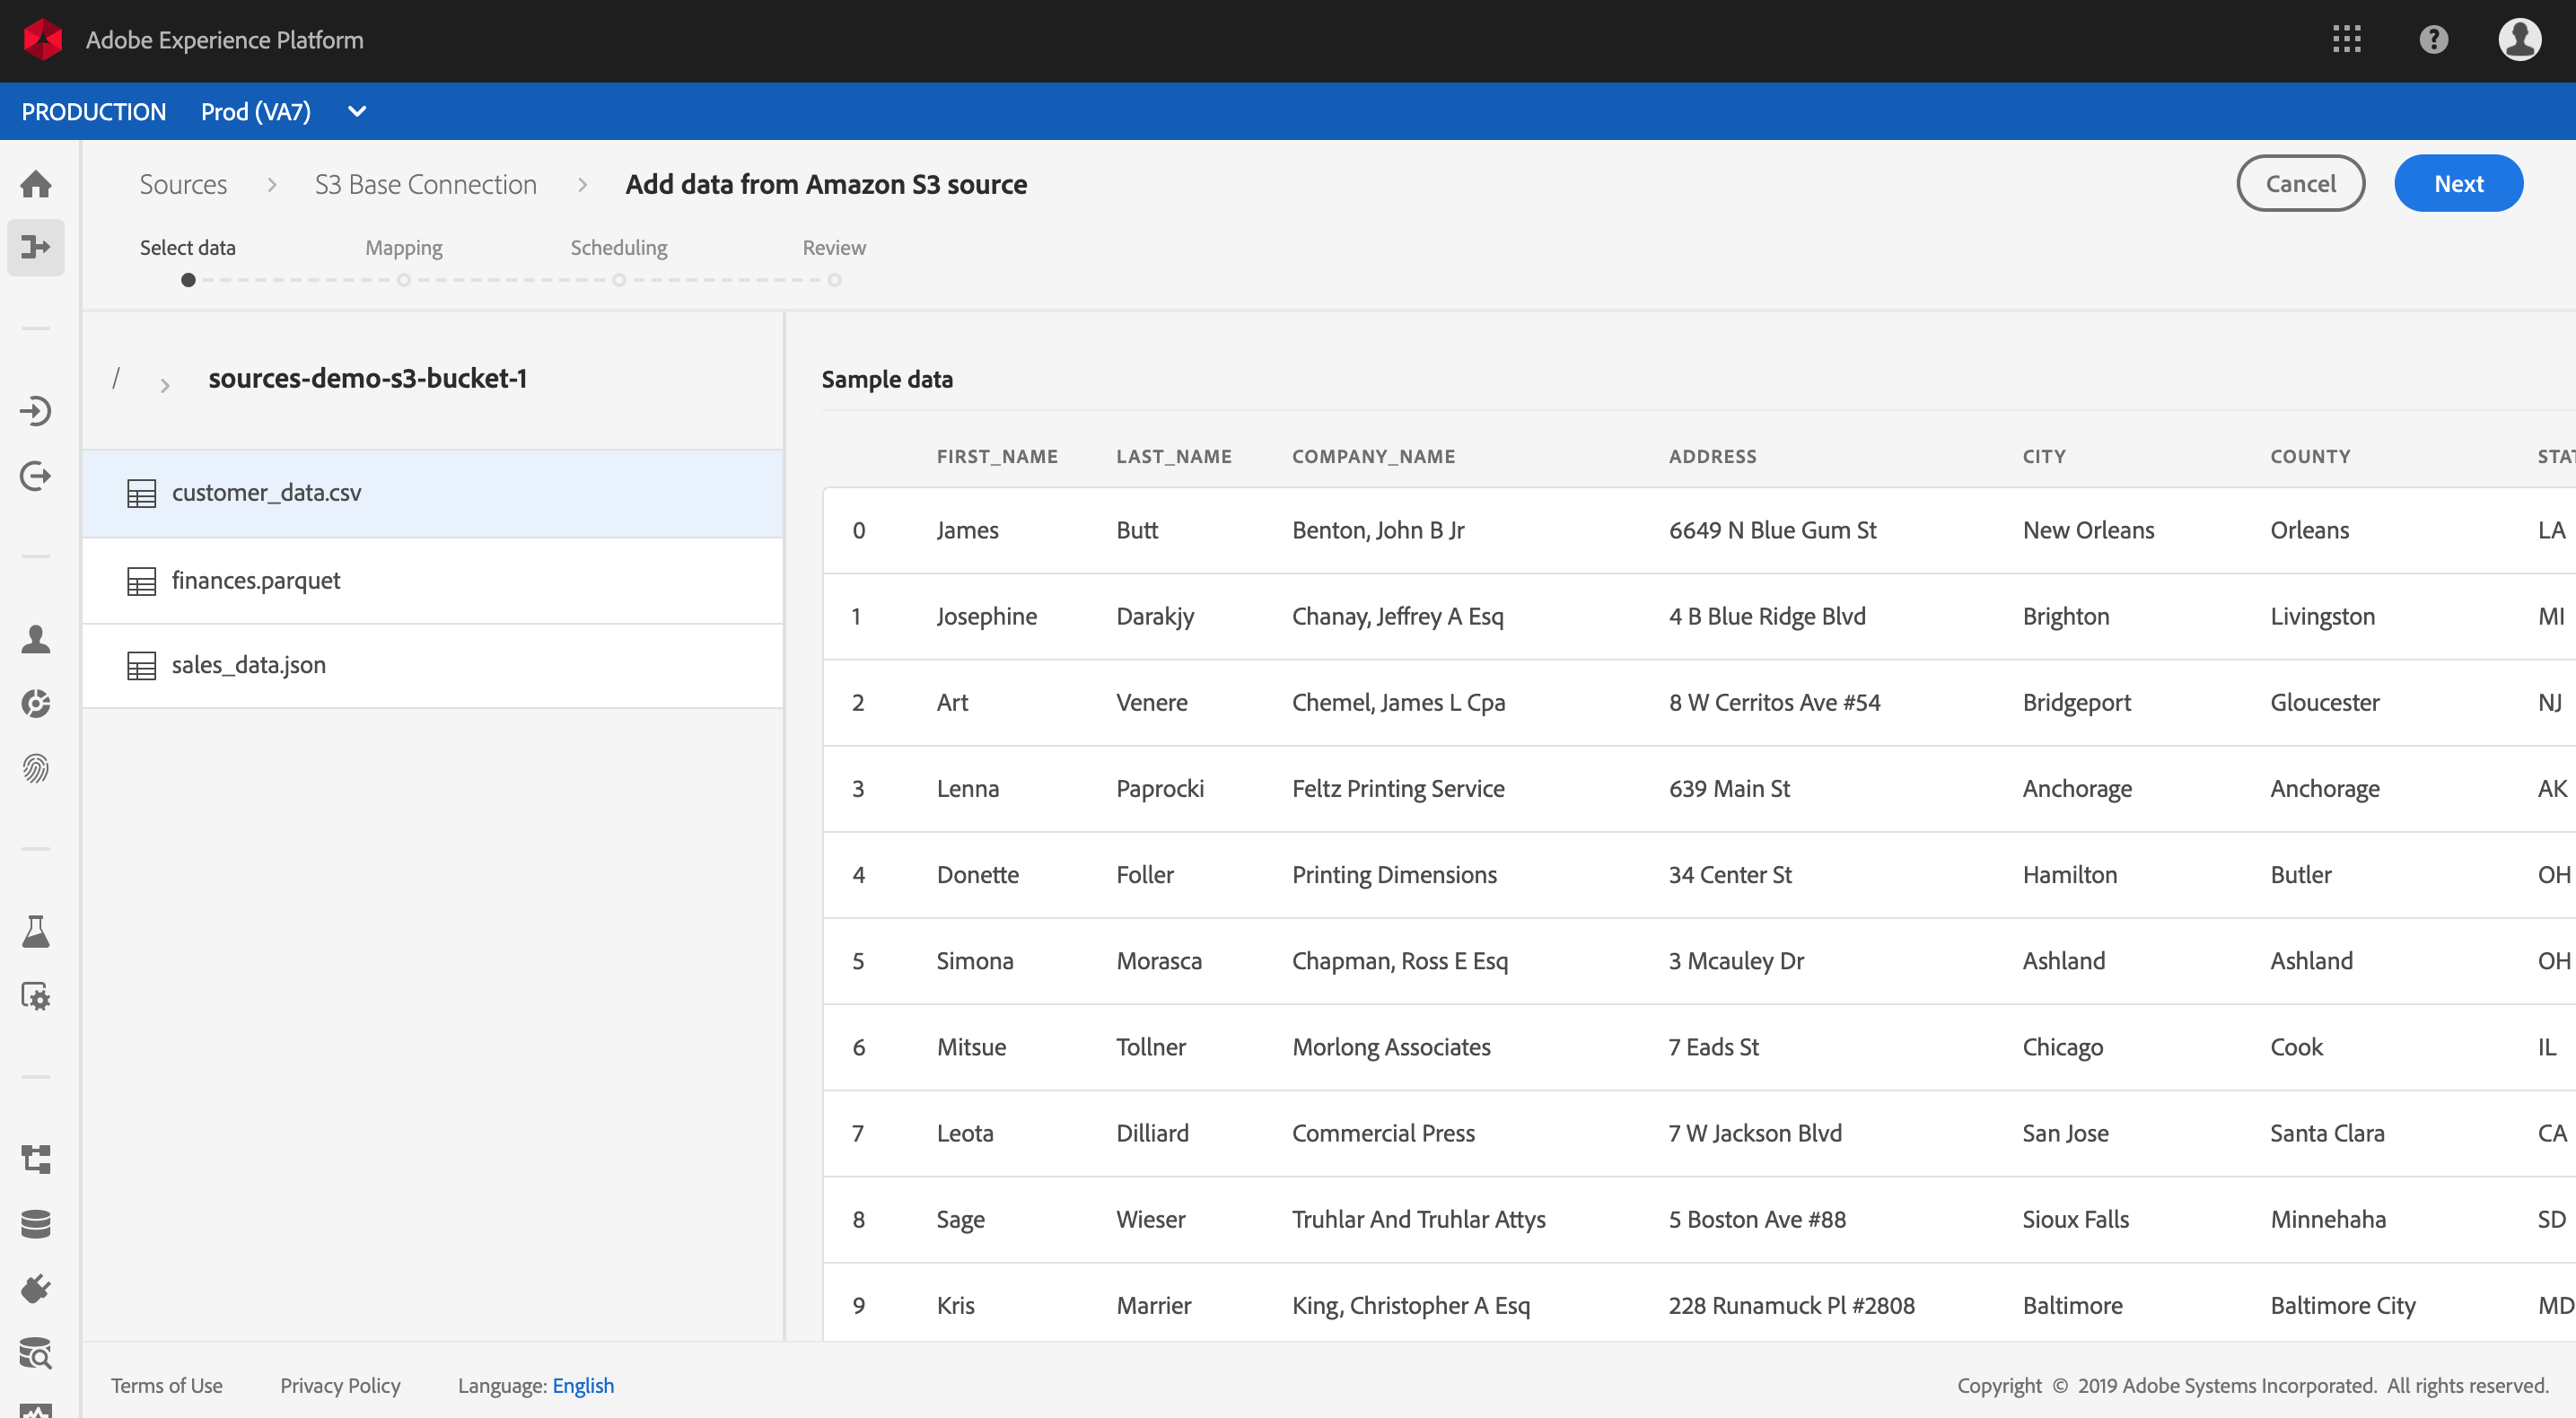 Adobe Experience Platform
?
PRODUCTION Prod (VA7)
Sources > S3 Base Connection > Add data from Amazon S3 source
Cancel Next
Select data Mapping Scheduling Review
/ > sources-demo-s3-bucket-1
customer_data.csv
finances.parquet
sales_data.json
Sample data
FIRST_NAME LAST_NAME COMPANY_NAME ADDRESS CITY COUNTY STAT
0 James Butt Benton, John B Jr 6649 N Blue Gum St New Orleans Orleans LA
1 Josephine Darakjy Chanay, Jeffrey A Esq 4 B Blue Ridge Blvd Brighton Livingston MI
2 Art Venere Chemel, James L Cpa 8 W Cerritos Ave #54 Bridgeport Gloucester NJ
3 Lenna Paprocki Feltz Printing Service 639 Main St Anchorage Anchorage AK
4 Donette Foller Printing Dimensions 34 Center St Hamilton Butler OH
5 Simona Morasca Chapman, Ross E Esq 3 Mcauley Dr Ashland Ashland OH
6 Mitsue Tollner Morlong Associates 7 Eads St Chicago Cook IL
7 Leota Dilliard Commercial Press 7 W Jackson Blvd San Jose Santa Clara CA
8 Sage Wieser Truhlar And Truhlar Attys 5 Boston Ave #88 Sioux Falls Minnehaha SD
9 Kris Marrier King, Christopher A Esq 228 Runamuck Pl #2808 Baltimore Baltimore City MD
Terms of Use Privacy Policy Language: English
Copyright © 2019 Adobe Systems Incorporated. All rights reserved.